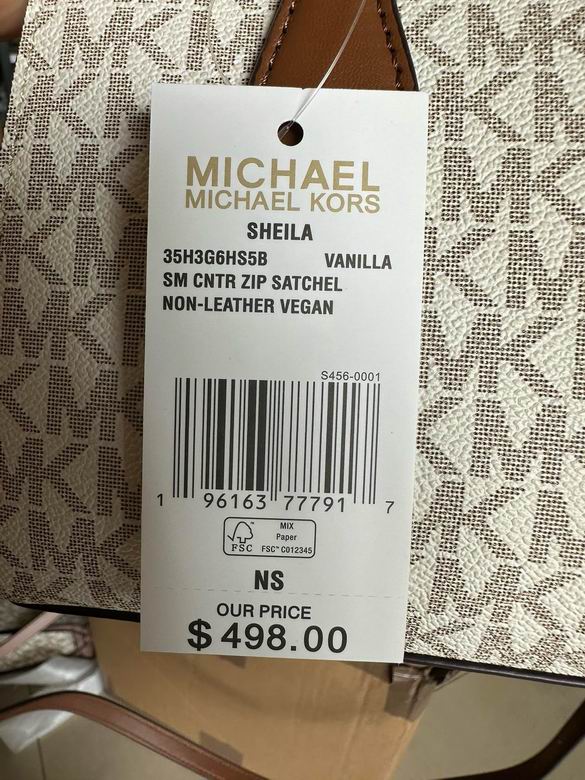 MICHAEL
MICHAEL KORS
SHEILA
35H3G6HS5B VANILLA
SM CNTR ZIP SATCHEL
NON-LEATHER VEGAN
S456-0001
1 96163 77791 7
FSC
MIX
Paper
FSC™ C012345
NS
OUR PRICE
$498.00